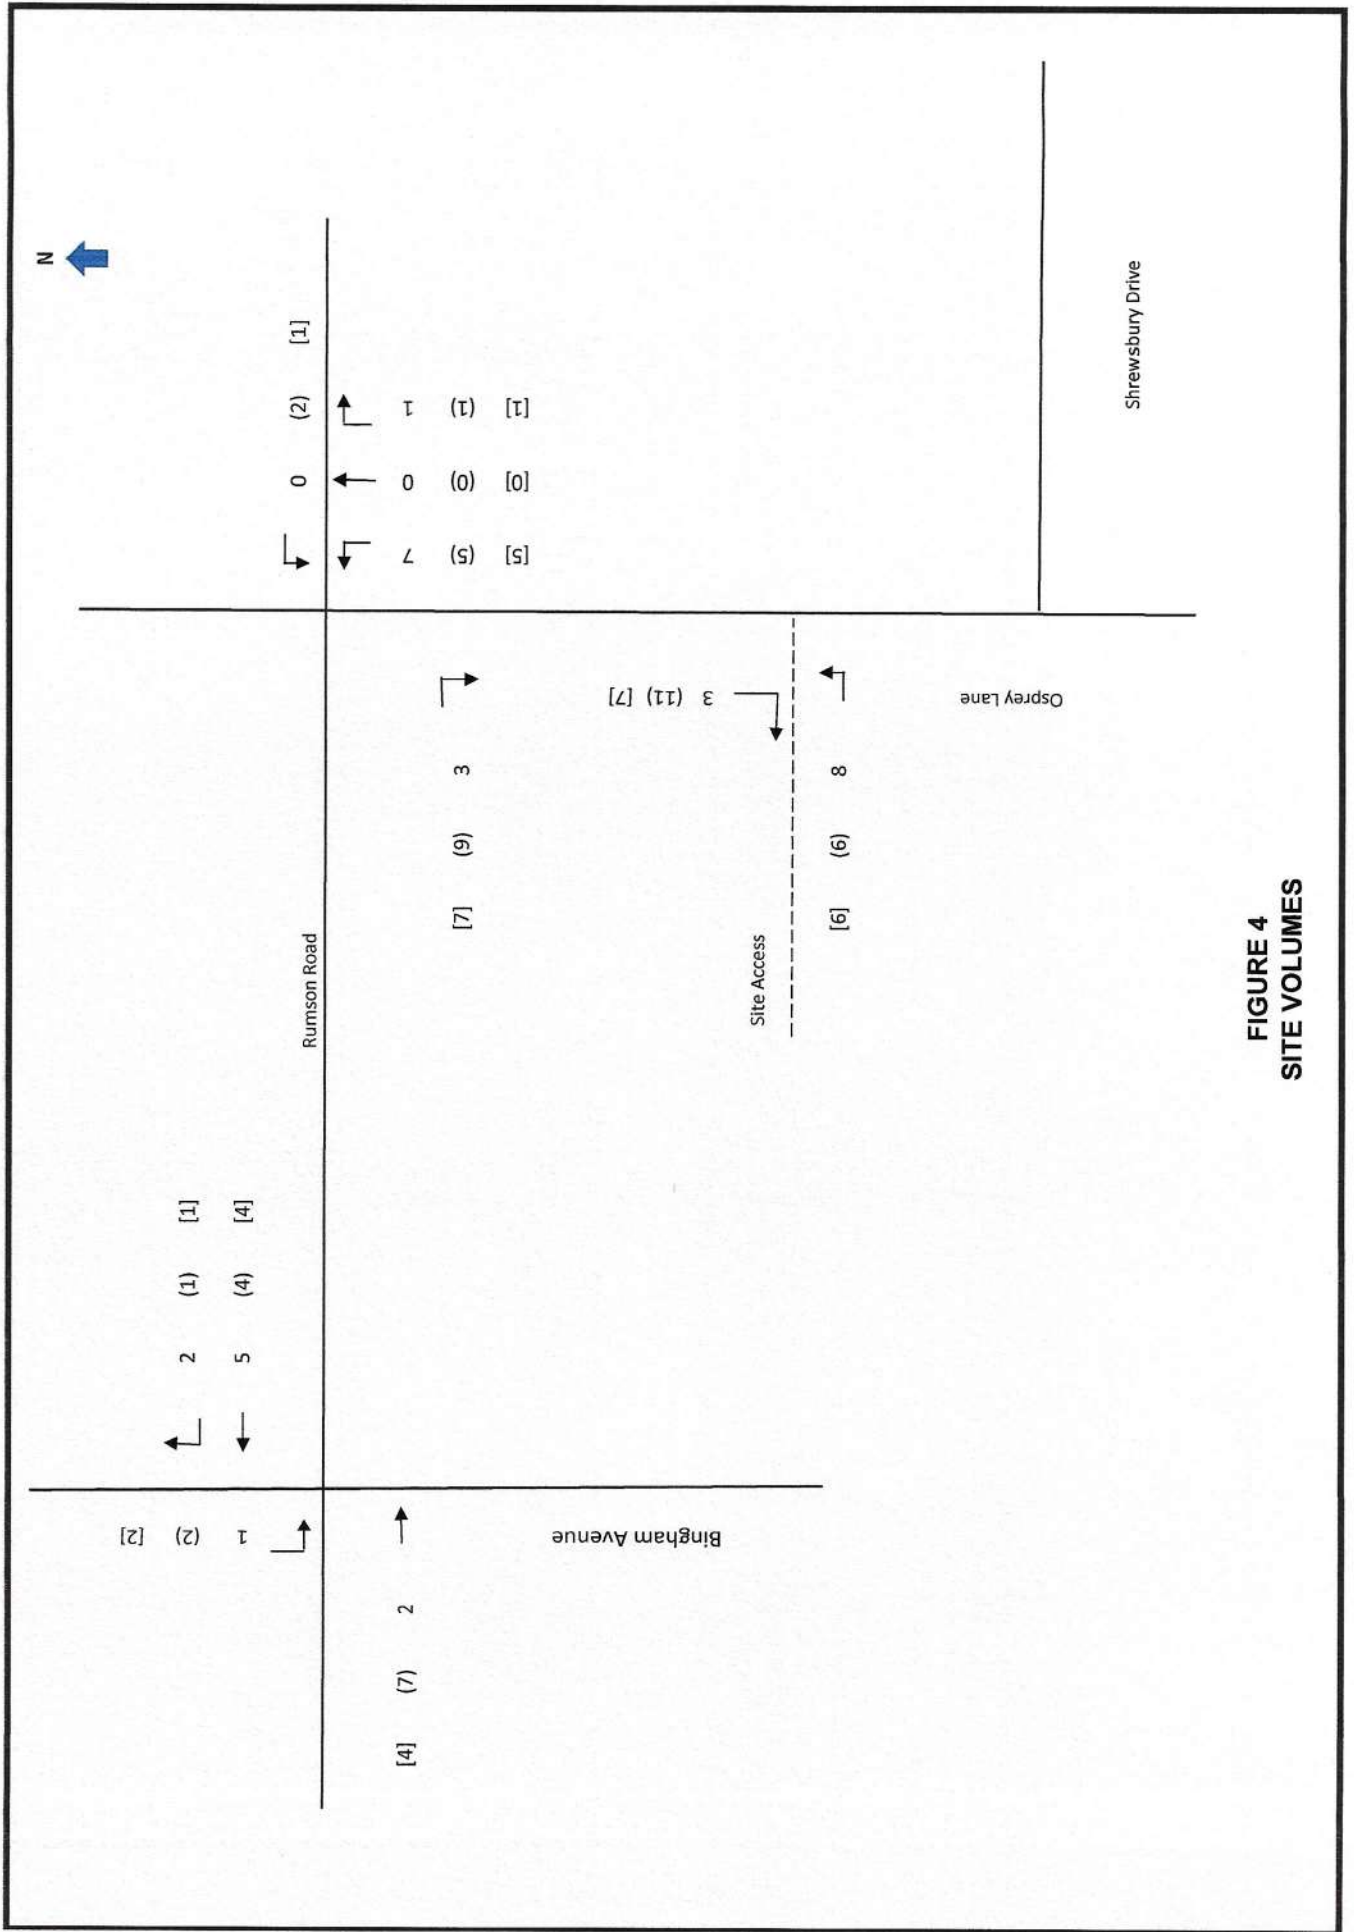 N
[2] (2) 1
2 (1) [1]
5 (4) [4]
Rumson Road
0 (2) [1]
[4] (7) 2
7 0 1
(5) (0) (1)
[5] [0] [1]
[7] (9) 3
Bingham Avenue
3 (11) [7]
Site Access
[6] (6) 8
Osprey Lane
Shrewsbury Drive
FIGURE 4
SITE VOLUMES